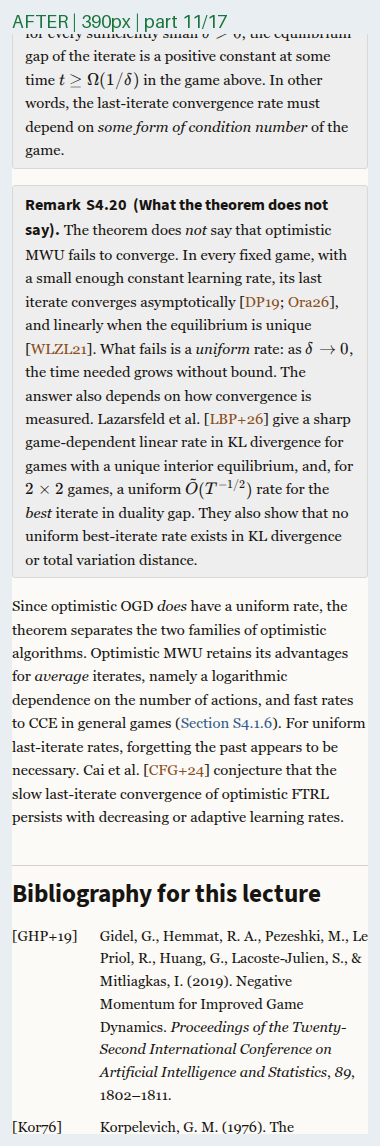 AFTER | 390px | part 11/17
for every sufficiently small δ > 0, the equilibrium
gap of the iterate is a positive constant at some
time t ≥ Ω(1/δ) in the game above. In other
words, the last-iterate convergence rate must
depend on some form of condition number of the
game.
Remark S4.20 (What the theorem does not
say). The theorem does not say that optimistic
MWU fails to converge. In every fixed game, with
a small enough constant learning rate, its last
iterate converges asymptotically [DP19; Ora26],
and linearly when the equilibrium is unique
[WLZL21]. What fails is a uniform rate: as δ → 0,
the time needed grows without bound. The
answer also depends on how convergence is
measured. Lazarsfeld et al. [LBP+26] give a sharp
game-dependent linear rate in KL divergence for
games with a unique interior equilibrium, and, for
2 × 2 games, a uniform Õ(T⁻¹/²) rate for the
best iterate in duality gap. They also show that no
uniform best-iterate rate exists in KL divergence
or total variation distance.
Since optimistic OGD does have a uniform rate, the
theorem separates the two families of optimistic
algorithms. Optimistic MWU retains its advantages
for average iterates, namely a logarithmic
dependence on the number of actions, and fast rates
to CCE in general games (Section S4.1.6). For uniform
last-iterate rates, forgetting the past appears to be
necessary. Cai et al. [CFG+24] conjecture that the
slow last-iterate convergence of optimistic FTRL
persists with decreasing or adaptive learning rates.
Bibliography for this lecture
[GHP+19] Gidel, G., Hemmat, R. A., Pezeshki, M., Le
Priol, R., Huang, G., Lacoste-Julien, S., &
Mitliagkas, I. (2019). Negative
Momentum for Improved Game
Dynamics. Proceedings of the Twenty-
Second International Conference on
Artificial Intelligence and Statistics, 89,
1802–1811.
[Kor76] Korpelevich, G. M. (1976). The